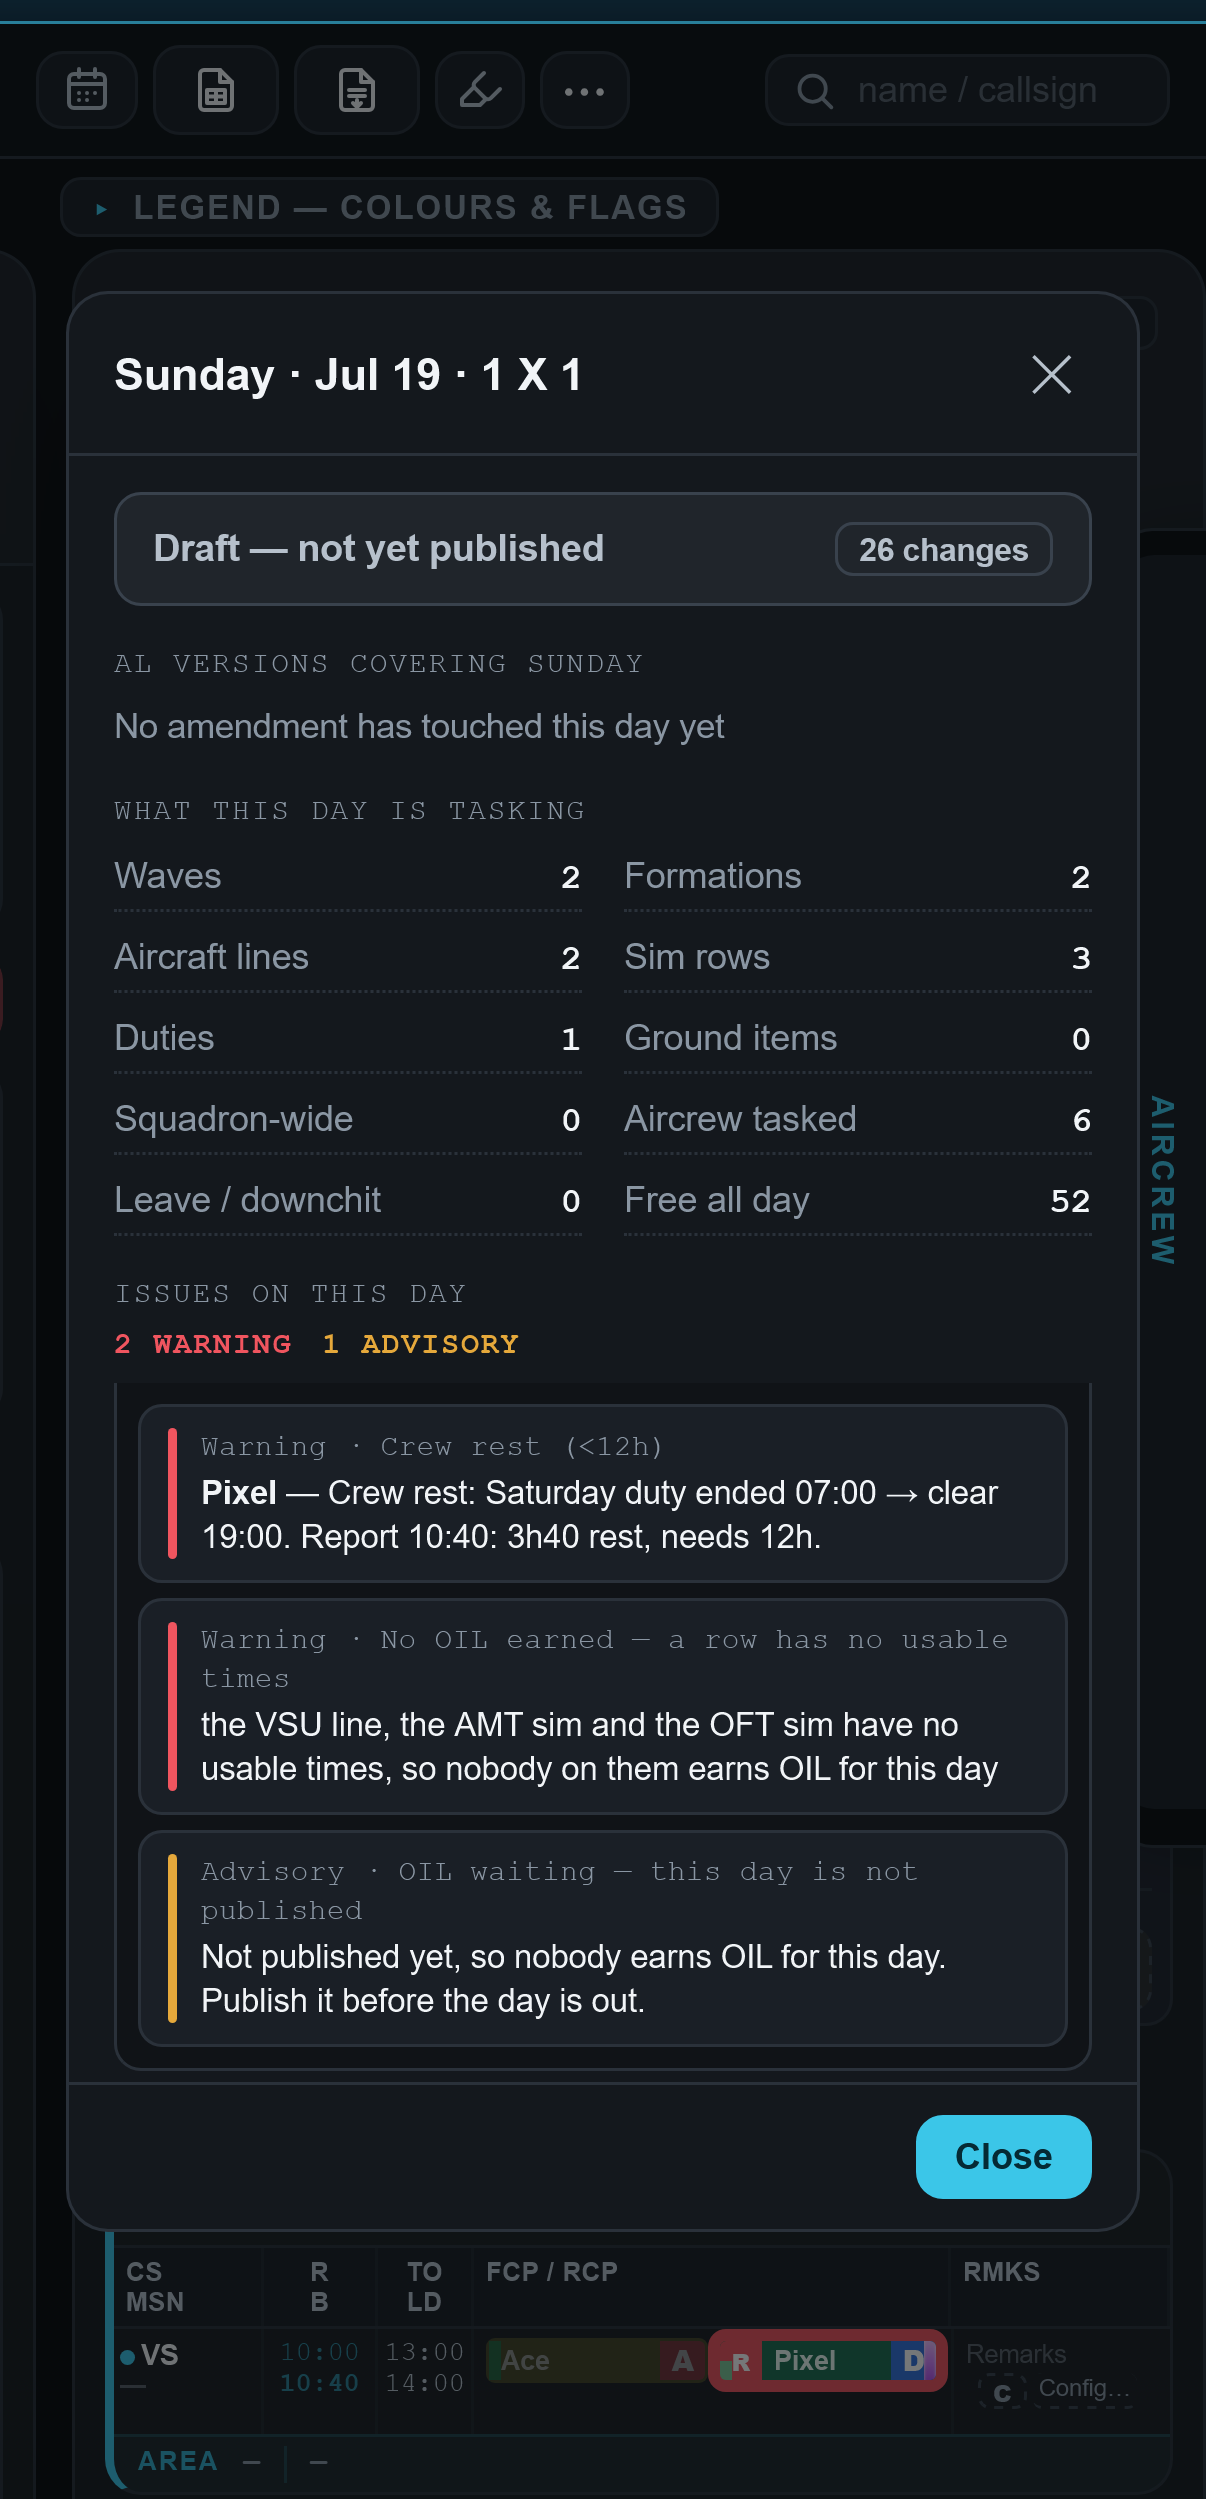 name / callsign
▸ LEGEND — COLOURS & FLAGS
Sunday · Jul 19 · 1 X 1
Draft — not yet published
26 changes
AL VERSIONS COVERING SUNDAY
No amendment has touched this day yet
WHAT THIS DAY IS TASKING
Waves 2 Formations 2
Aircraft lines 2 Sim rows 3
Duties 1 Ground items 0
Squadron-wide 0 Aircrew tasked 6
Leave / downchit 0 Free all day 52
AIRCREW
ISSUES ON THIS DAY
2 WARNING 1 ADVISORY
Warning · Crew rest (<12h)
Pixel — Crew rest: Saturday duty ended 07:00 → clear
19:00. Report 10:40: 3h40 rest, needs 12h.
Warning · No OIL earned — a row has no usable
times
the VSU line, the AMT sim and the OFT sim have no
usable times, so nobody on them earns OIL for this day
Advisory · OIL waiting — this day is not
published
Not published yet, so nobody earns OIL for this day.
Publish it before the day is out.
Close
CS R TO FCP / RCP RMKS
MSN B LD
VS 10:00 13:00 Ace A R Pixel D Remarks
— 10:40 14:00 C Config...
AREA — —